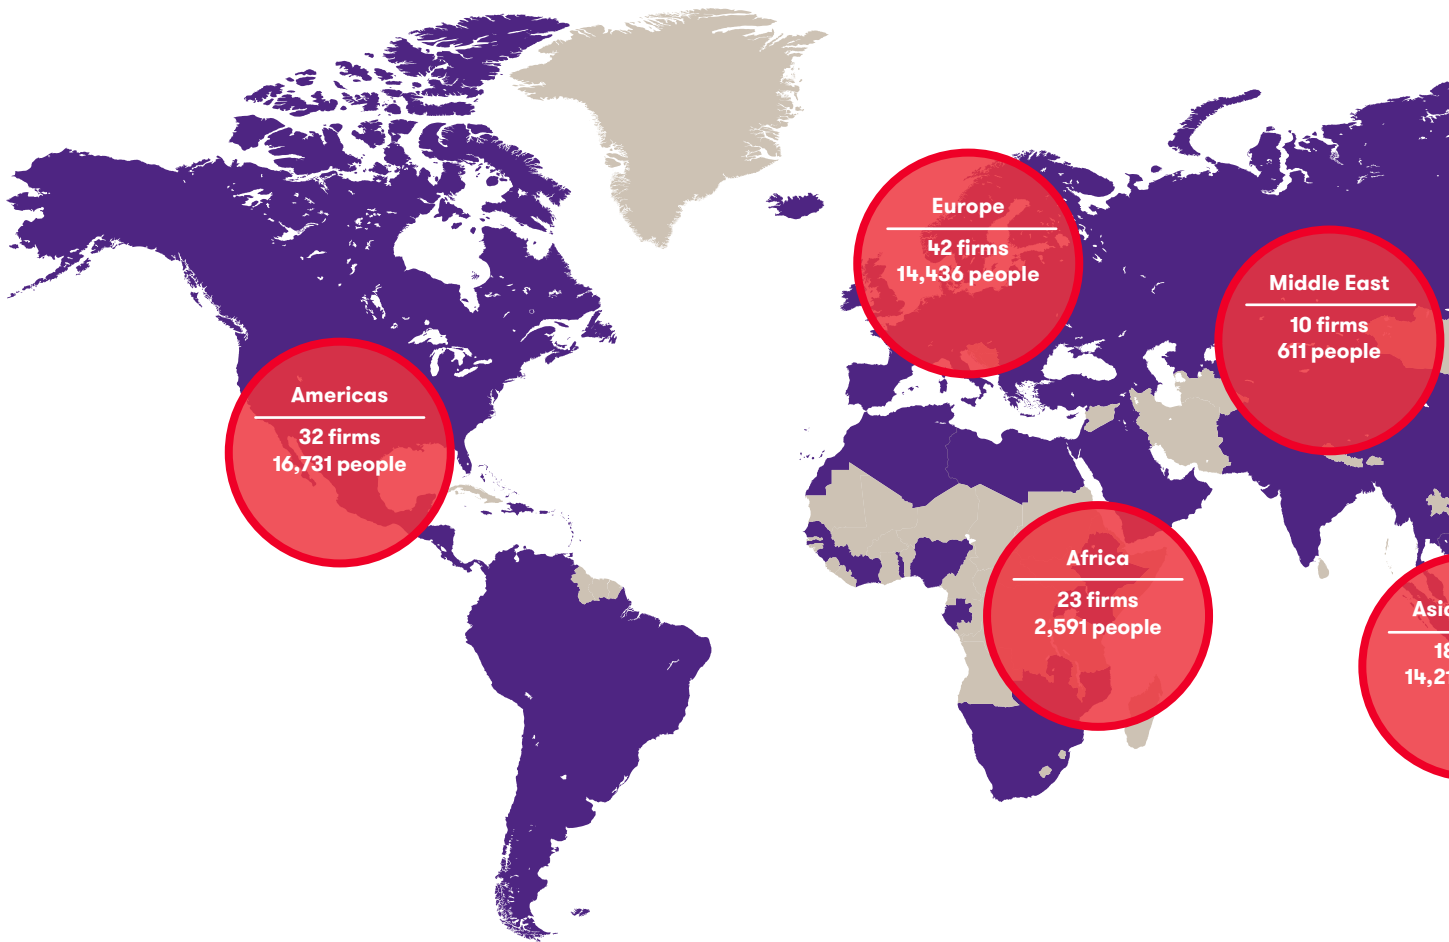 Europe
42 firms
14,436 people
Middle East
10 firms
611 people
Americas
32 firms
16,731 people
Africa
23 firms
2,591 people
18